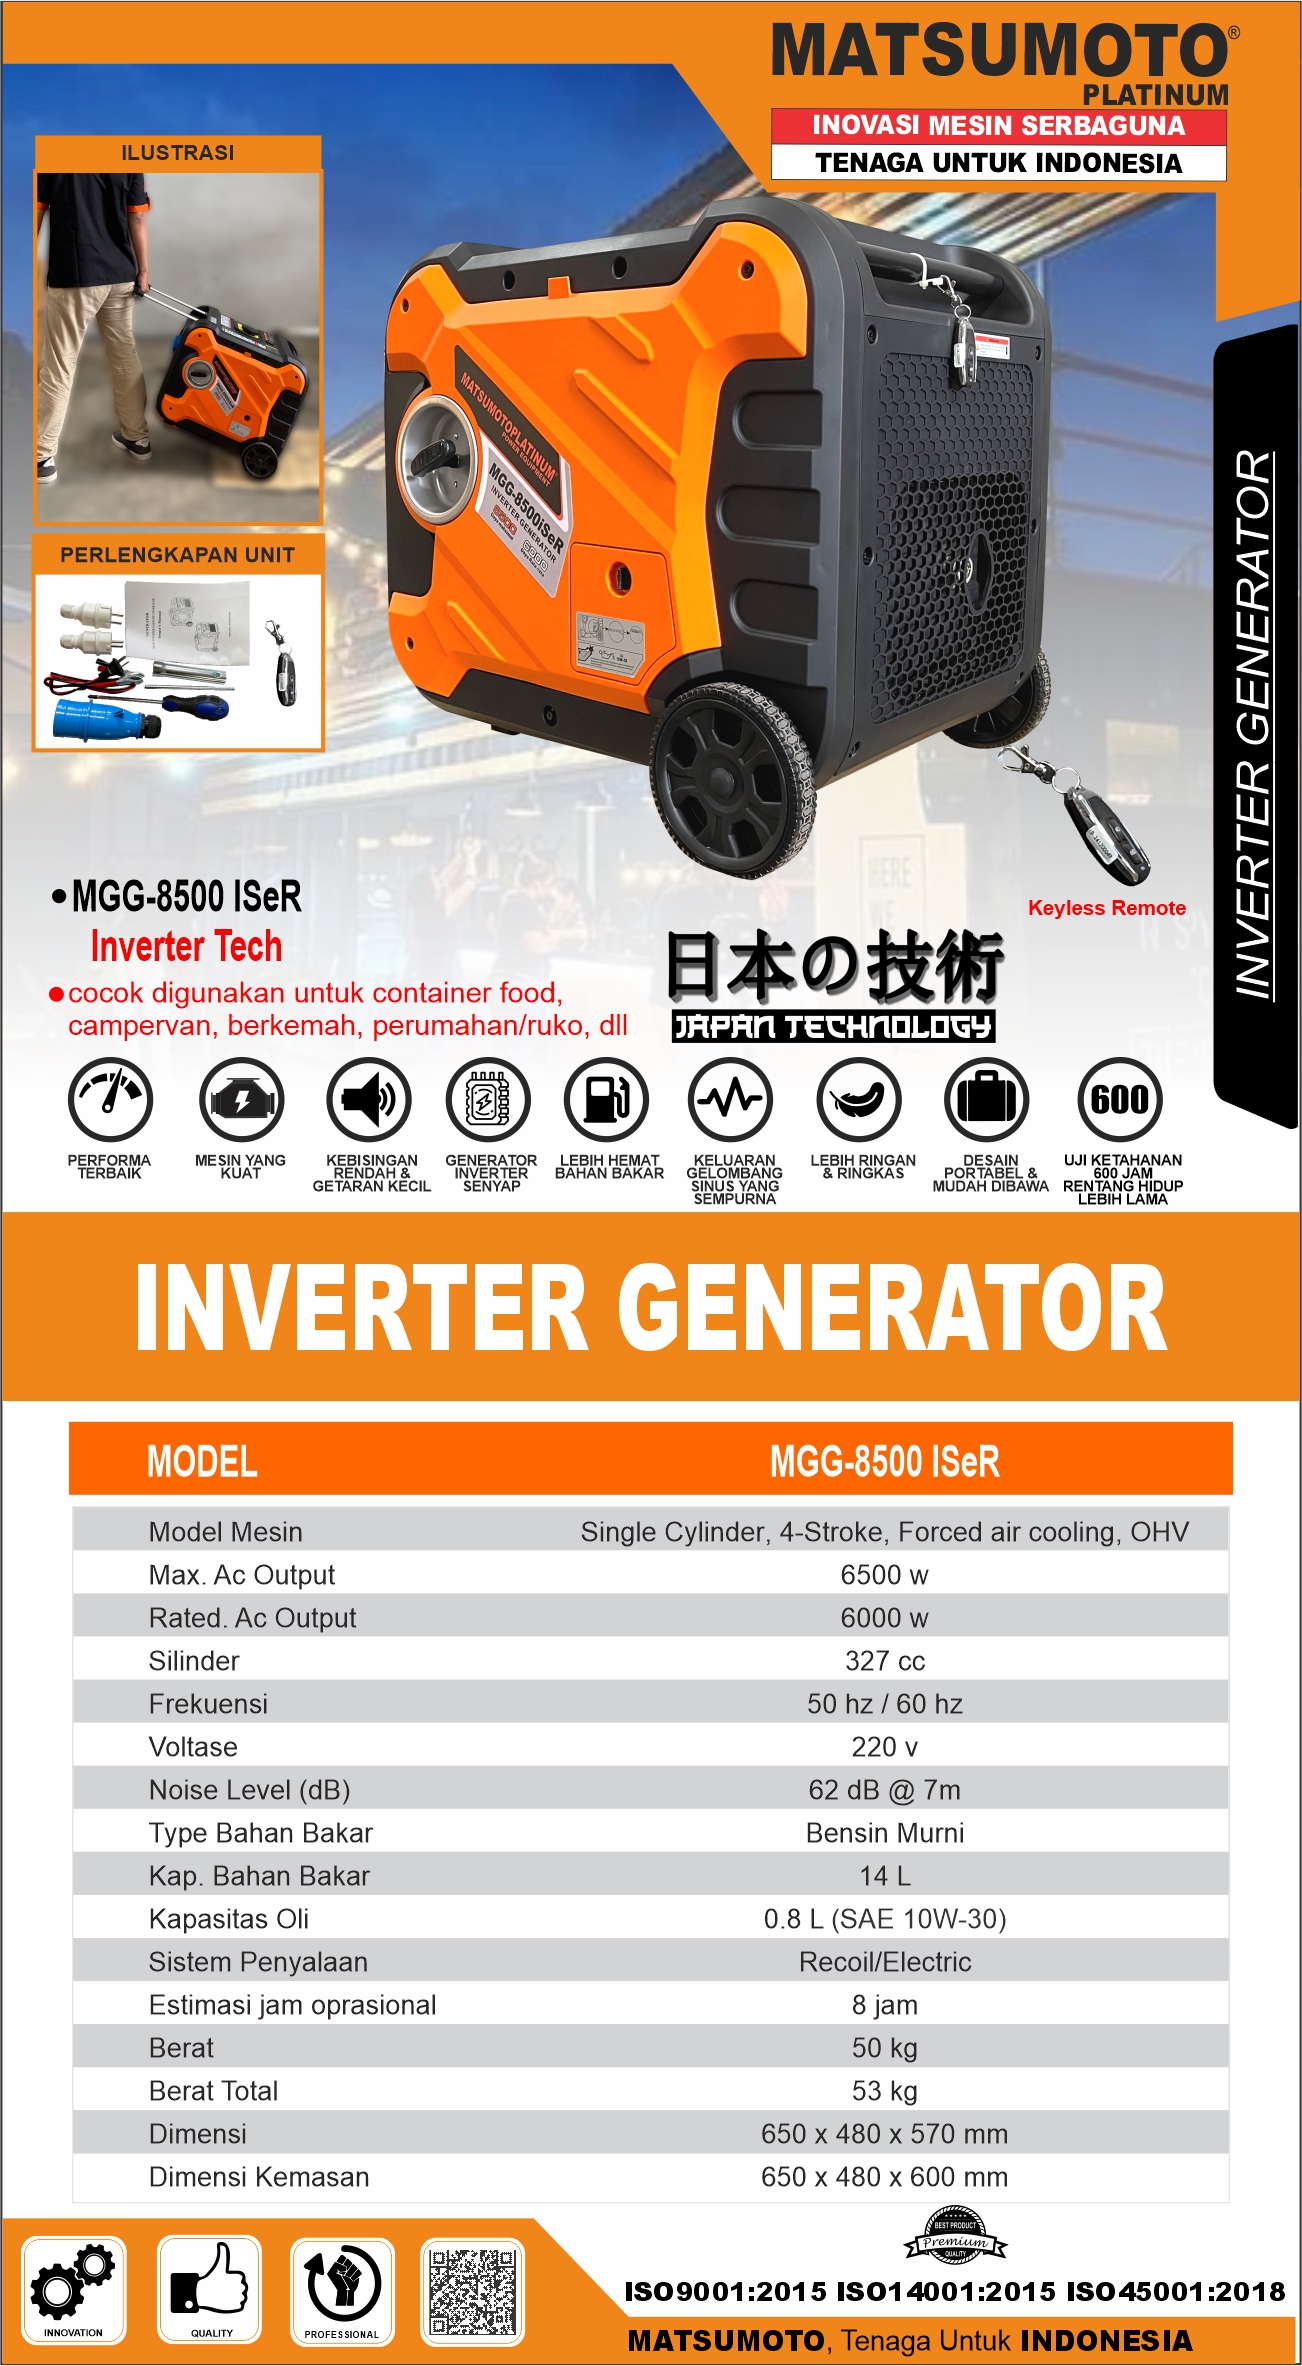 MATSUMOTO®
PLATINUM
INOVASI MESIN SERBAGUNA
TENAGA UNTUK INDONESIA
ILUSTRASI
PERLENGKAPAN UNIT
MATSUMOTOPLATINUM
POWER EQUIPMENT
MGG-8500iSeR
INVERTER GENERATOR
8500
6000
INVERTER GENERATOR
Keyless Remote
•MGG-8500 ISeR
Inverter Tech
•cocok digunakan untuk container food,
campervan, berkemah, perumahan/ruko, dll
日本の技術
JAPAN TECHNOLOGY
PERFORMA
TERBAIK
MESIN YANG
KUAT
KEBISINGAN
RENDAH &
GETARAN KECIL
GENERATOR
INVERTER
SENYAP
LEBIH HEMAT
BAHAN BAKAR
KELUARAN
GELOMBANG
SINUS YANG
SEMPURNA
LEBIH RINGAN
& RINGKAS
DESAIN
PORTABEL &
MUDAH DIBAWA
600
UJI KETAHANAN
600 JAM
RENTANG HIDUP
LEBIH LAMA
INVERTER GENERATOR
MODEL MGG-8500 ISeR
Model Mesin Single Cylinder, 4-Stroke, Forced air cooling, OHV
Max. Ac Output 6500 w
Rated. Ac Output 6000 w
Silinder 327 cc
Frekuensi 50 hz / 60 hz
Voltase 220 v
Noise Level (dB) 62 dB @ 7m
Type Bahan Bakar Bensin Murni
Kap. Bahan Bakar 14 L
Kapasitas Oli 0.8 L (SAE 10W-30)
Sistem Penyalaan Recoil/Electric
Estimasi jam oprasional 8 jam
Berat 50 kg
Berat Total 53 kg
Dimensi 650 x 480 x 570 mm
Dimensi Kemasan 650 x 480 x 600 mm
INNOVATION
QUALITY
PROFESSIONAL
BEST PRODUCT
Premium
QUALITY
ISO9001:2015 ISO14001:2015 ISO45001:2018
MATSUMOTO, Tenaga Untuk INDONESIA